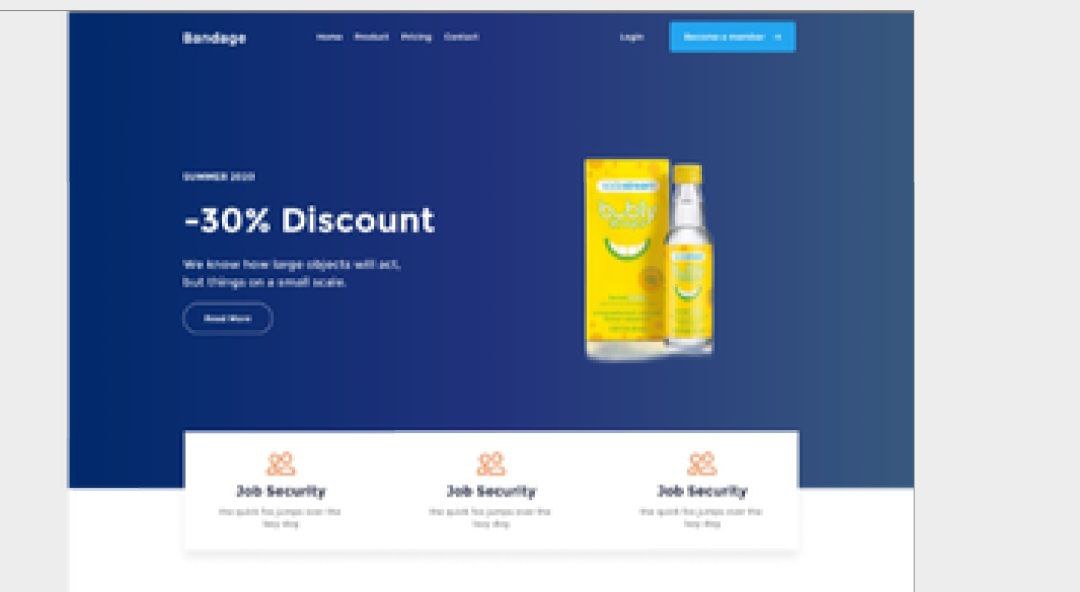 Bandage
Home Product Pricing Contact
Login
Become a member
SUMMER 2020
-30% Discount
We know how large objects will act,
but things on a small scale.
Read More
sodastream
bubly
Job Security
the quick fox jumps over the
lazy dog
Job Security
the quick fox jumps over the
lazy dog
Job Security
the quick fox jumps over the
lazy dog